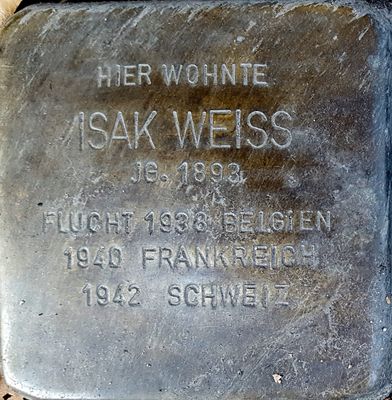 HIER WOHNTE
ISAK WEISS
JG. 1893
FLUCHT 1938 BELGIEN
1940 FRANKREICH
1942 SCHWEIZ